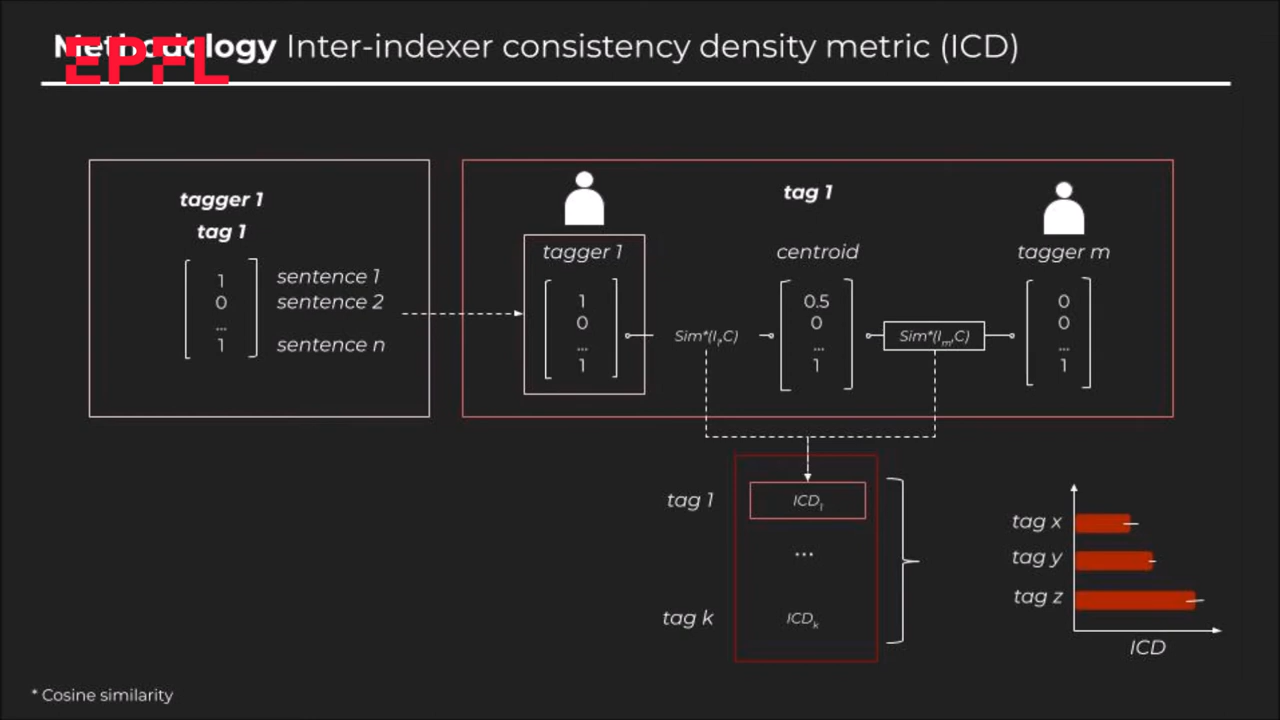 Methodology Inter-indexer consistency density metric (ICD)
EPFL
tagger 1
tag 1
1 sentence 1
0 sentence 2
...
1 sentence n
tag 1
tagger 1
centroid
tagger m
1
0
...
1
Sim*(I₁,C)
0.5
0
...
1
Sim*(Iₘ,C)
0
0
...
1
tag 1 ICD₁
...
tag k ICDₖ
tag x
tag y
tag z
ICD
* Cosine similarity